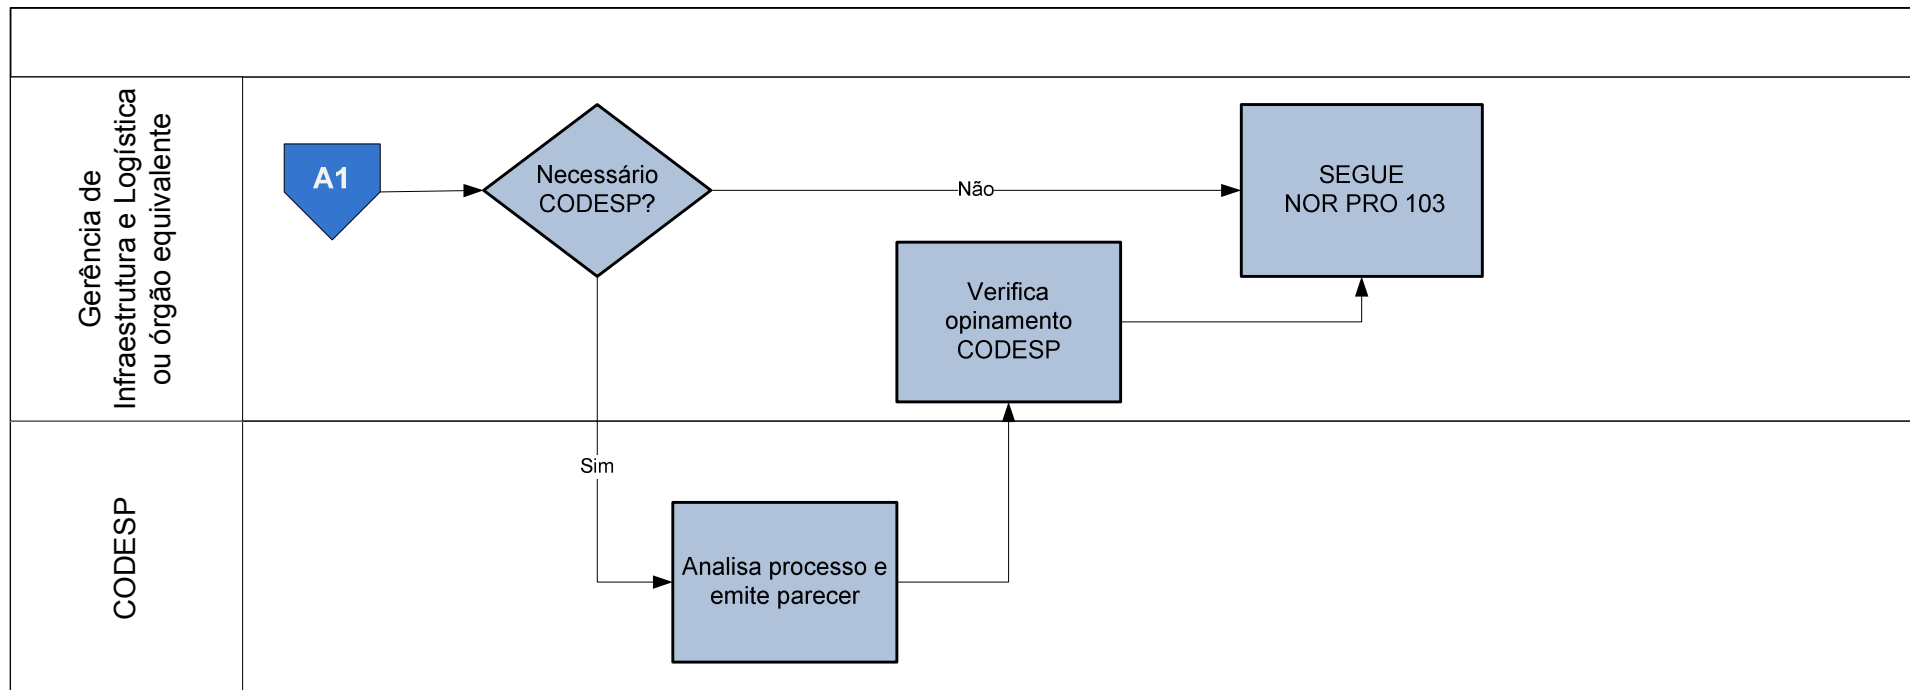 Gerência de
Infraestrutura e Logística
ou órgão equivalente
A1
Necessário
CODESP?
Não
SEGUE
NOR PRO 103
Verifica
opinamento
CODESP
CODESP
Sim
Analisa processo e
emite parecer